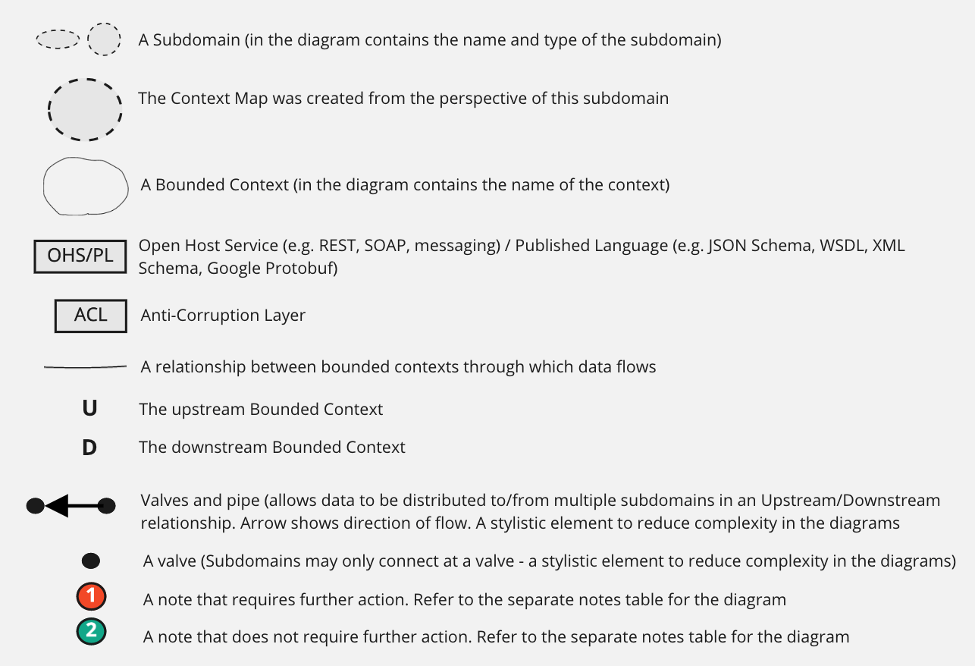 A Subdomain (in the diagram contains the name and type of the subdomain)
The Context Map was created from the perspective of this subdomain
A Bounded Context (in the diagram contains the name of the context)
OHS/PL
Open Host Service (e.g. REST, SOAP, messaging) / Published Language (e.g. JSON Schema, WSDL, XML
Schema, Google Protobuf)
ACL
Anti-Corruption Layer
A relationship between bounded contexts through which data flows
U
The upstream Bounded Context
D
The downstream Bounded Context
Valves and pipe (allows data to be distributed to/from multiple subdomains in an Upstream/Downstream
relationship. Arrow shows direction of flow. A stylistic element to reduce complexity in the diagrams
A valve (Subdomains may only connect at a valve - a stylistic element to reduce complexity in the diagrams)
1
A note that requires further action. Refer to the separate notes table for the diagram
2
A note that does not require further action. Refer to the separate notes table for the diagram